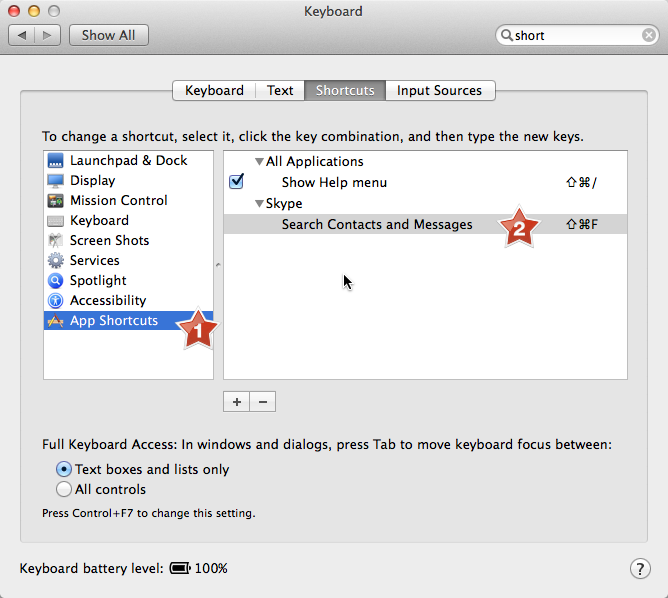 Keyboard
Show All
short
Keyboard Text Shortcuts Input Sources
To change a shortcut, select it, click the key combination, and then type the new keys.
Launchpad & Dock
Display
Mission Control
Keyboard
Screen Shots
Services
Spotlight
Accessibility
App Shortcuts
1
All Applications
Show Help menu ⇧⌘/
Skype
Search Contacts and Messages 2 ⇧⌘F
+ −
Full Keyboard Access: In windows and dialogs, press Tab to move keyboard focus between:
Text boxes and lists only
All controls
Press Control+F7 to change this setting.
Keyboard battery level: 100%
?